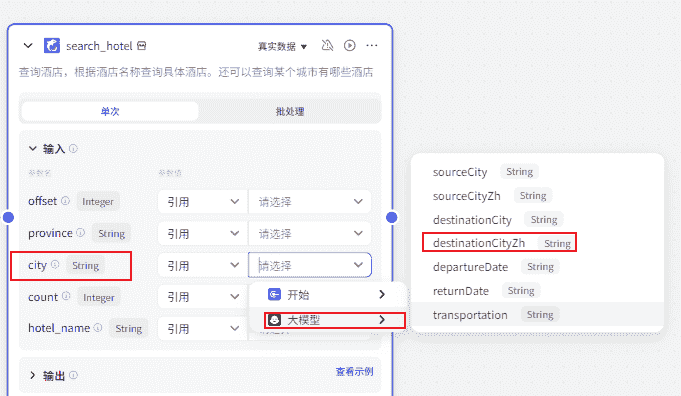 search_hotel 真实数据
查询酒店，根据酒店名称查询具体酒店。还可以查询某个城市有哪些酒店
单次 批处理
输入
参数名 参数值
offset Integer 引用 请选择
province String 引用 请选择
city String 引用 请选择
count Integer 开始
hotel_name String 引用 大模型
输出 查看示例
sourceCity String
sourceCityZh String
destinationCity String
destinationCityZh String
departureDate String
returnDate String
transportation String